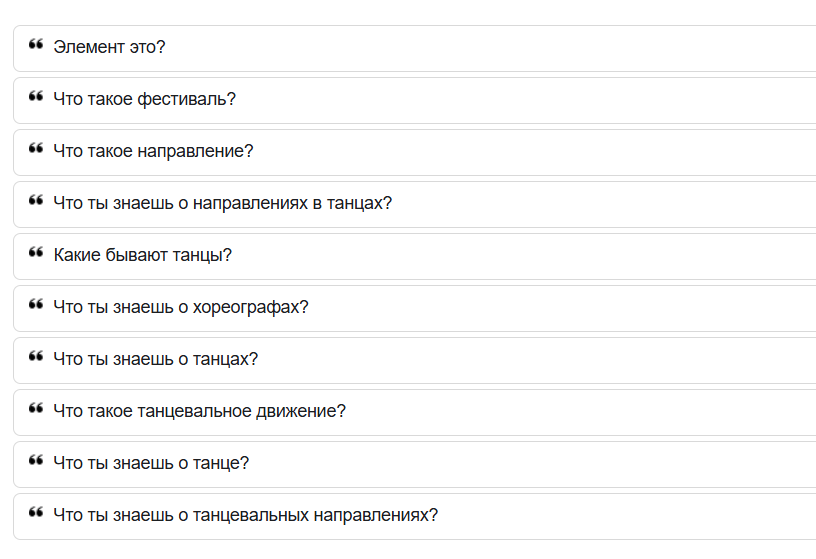 ❝ Элемент это?
❝ Что такое фестиваль?
❝ Что такое направление?
❝ Что ты знаешь о направлениях в танцах?
❝ Какие бывают танцы?
❝ Что ты знаешь о хореографах?
❝ Что ты знаешь о танцах?
❝ Что такое танцевальное движение?
❝ Что ты знаешь о танце?
❝ Что ты знаешь о танцевальных направлениях?